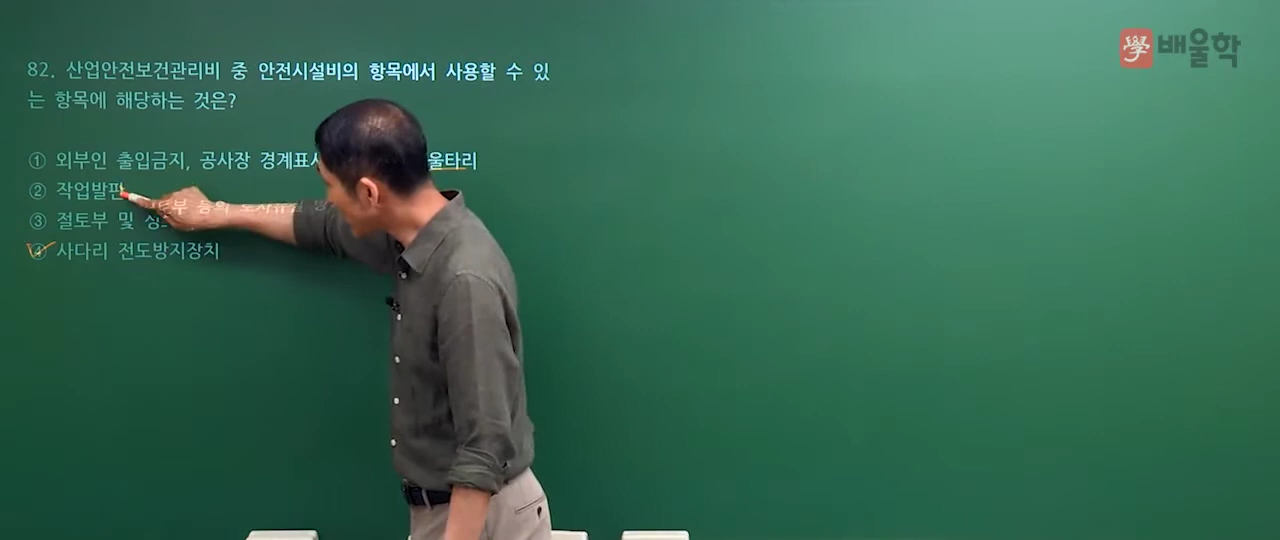 學 배울학
82. 산업안전보건관리비 중 안전시설비의 항목에서 사용할 수 있
는 항목에 해당하는 것은?
① 외부인 출입금지, 공사장 경계표시 울타리
② 작업발판
③ 절토부 및
④ 사다리 전도방지장치